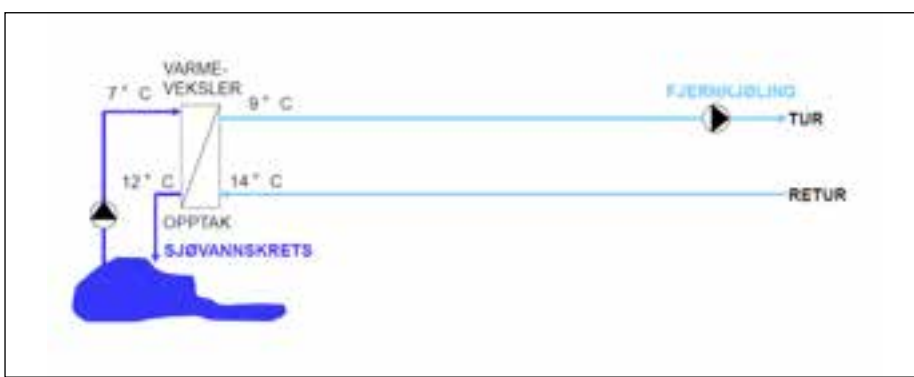 VARME-
VEKSLER
7° C
9° C
FJERNKJØLING
TUR
12° C
14° C
RETUR
OPPTAK
SJØVANNSKRETS